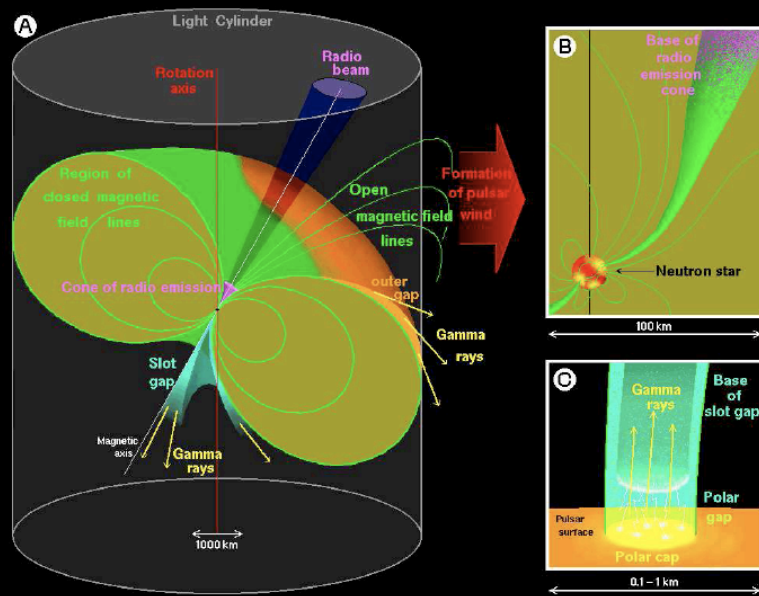 A
Light Cylinder
Rotation
axis
Radio
beam
Region of
closed magnetic
field lines
Open
magnetic field
lines
Formation
of pulsar
wind
Cone of radio emission
outer
gap
Gamma
rays
Slot
gap
Magnetic
axis
Gamma
rays
1000 km
B
Base of
radio
emission
cone
Neutron star
100 km
C
Gamma
rays
Base
of
slot gap
Polar
gap
Pulsar
surface
Polar cap
0.1 – 1 km